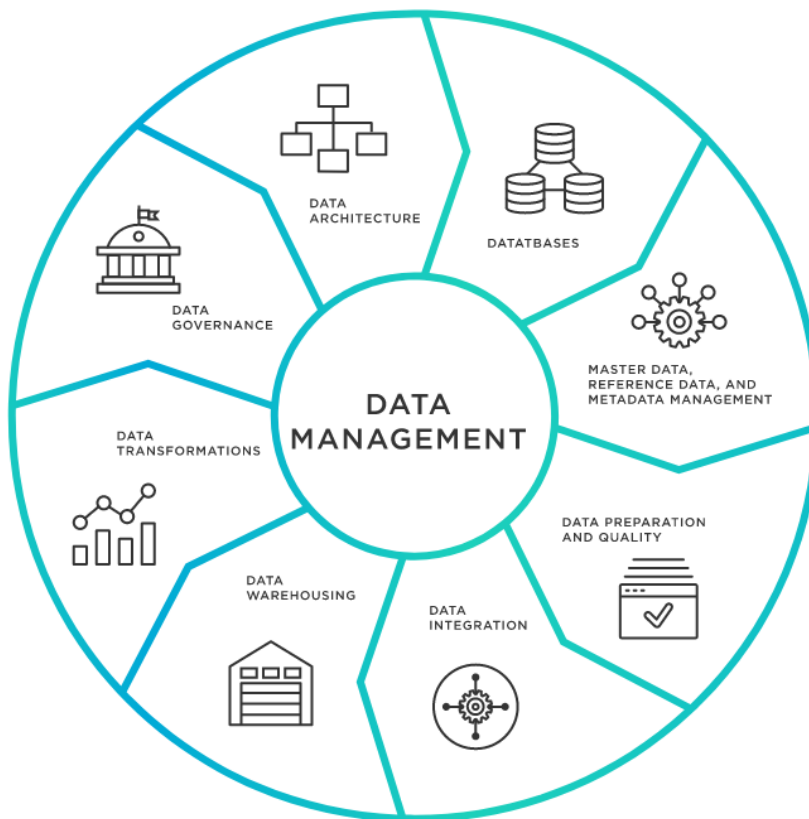 DATA
ARCHITECTURE
DATATBASES
MASTER DATA,
REFERENCE DATA, AND
METADATA MANAGEMENT
DATA PREPARATION
AND QUALITY
DATA
INTEGRATION
DATA
WAREHOUSING
DATA
TRANSFORMATIONS
DATA
GOVERNANCE
DATA
MANAGEMENT